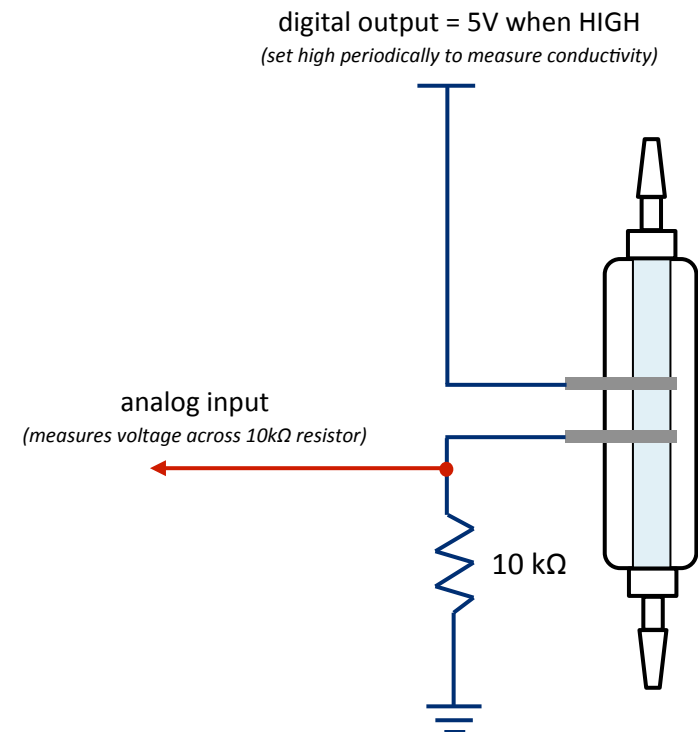 digital output = 5V when HIGH
(set high periodically to measure conductivity)
analog input
(measures voltage across 10kΩ resistor)
10 kΩ